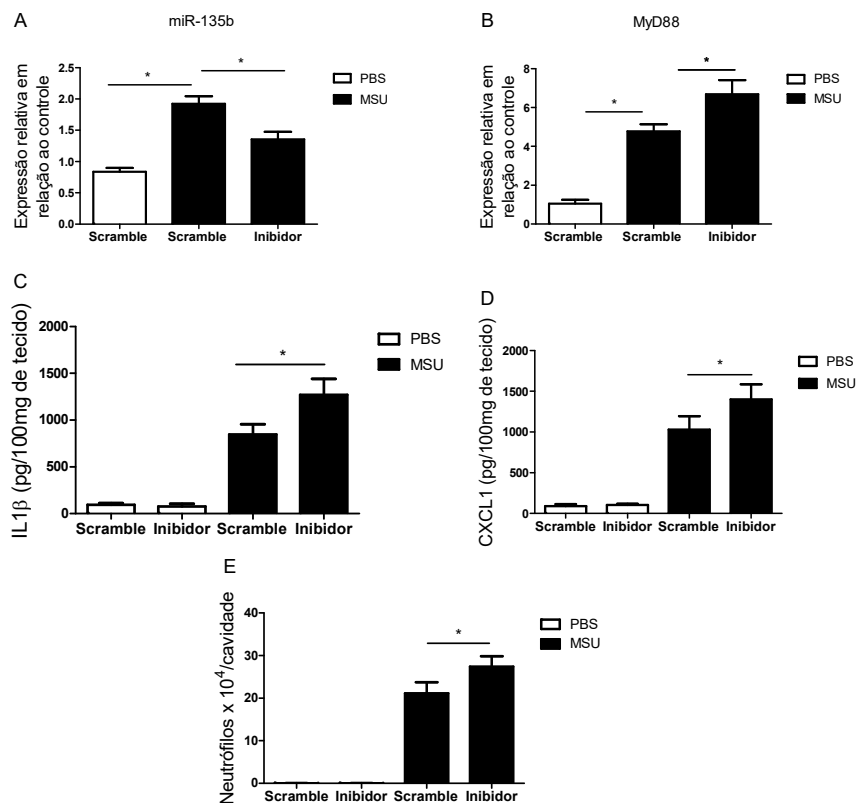 A
miR-135b
Expressão relativa em
relação ao controle
2.5
2.0
1.5
1.0
0.5
0.0
*
*
PBS
MSU
Scramble Scramble Inibidor
B
MyD88
Expressão relativa em
relação ao controle
8
6
4
2
0
*
*
PBS
MSU
Scramble Scramble Inibidor
C
IL1β (pg/100mg de tecido)
2000
1500
1000
500
0
*
PBS
MSU
Scramble Inibidor Scramble Inibidor
D
CXCL1 (pg/100mg de tecido)
2000
1500
1000
500
0
*
PBS
MSU
Scramble Inibidor Scramble Inibidor
E
Neutrófilos x 10⁴/cavidade
40
30
20
10
0
*
PBS
MSU
Scramble Inibidor Scramble Inibidor